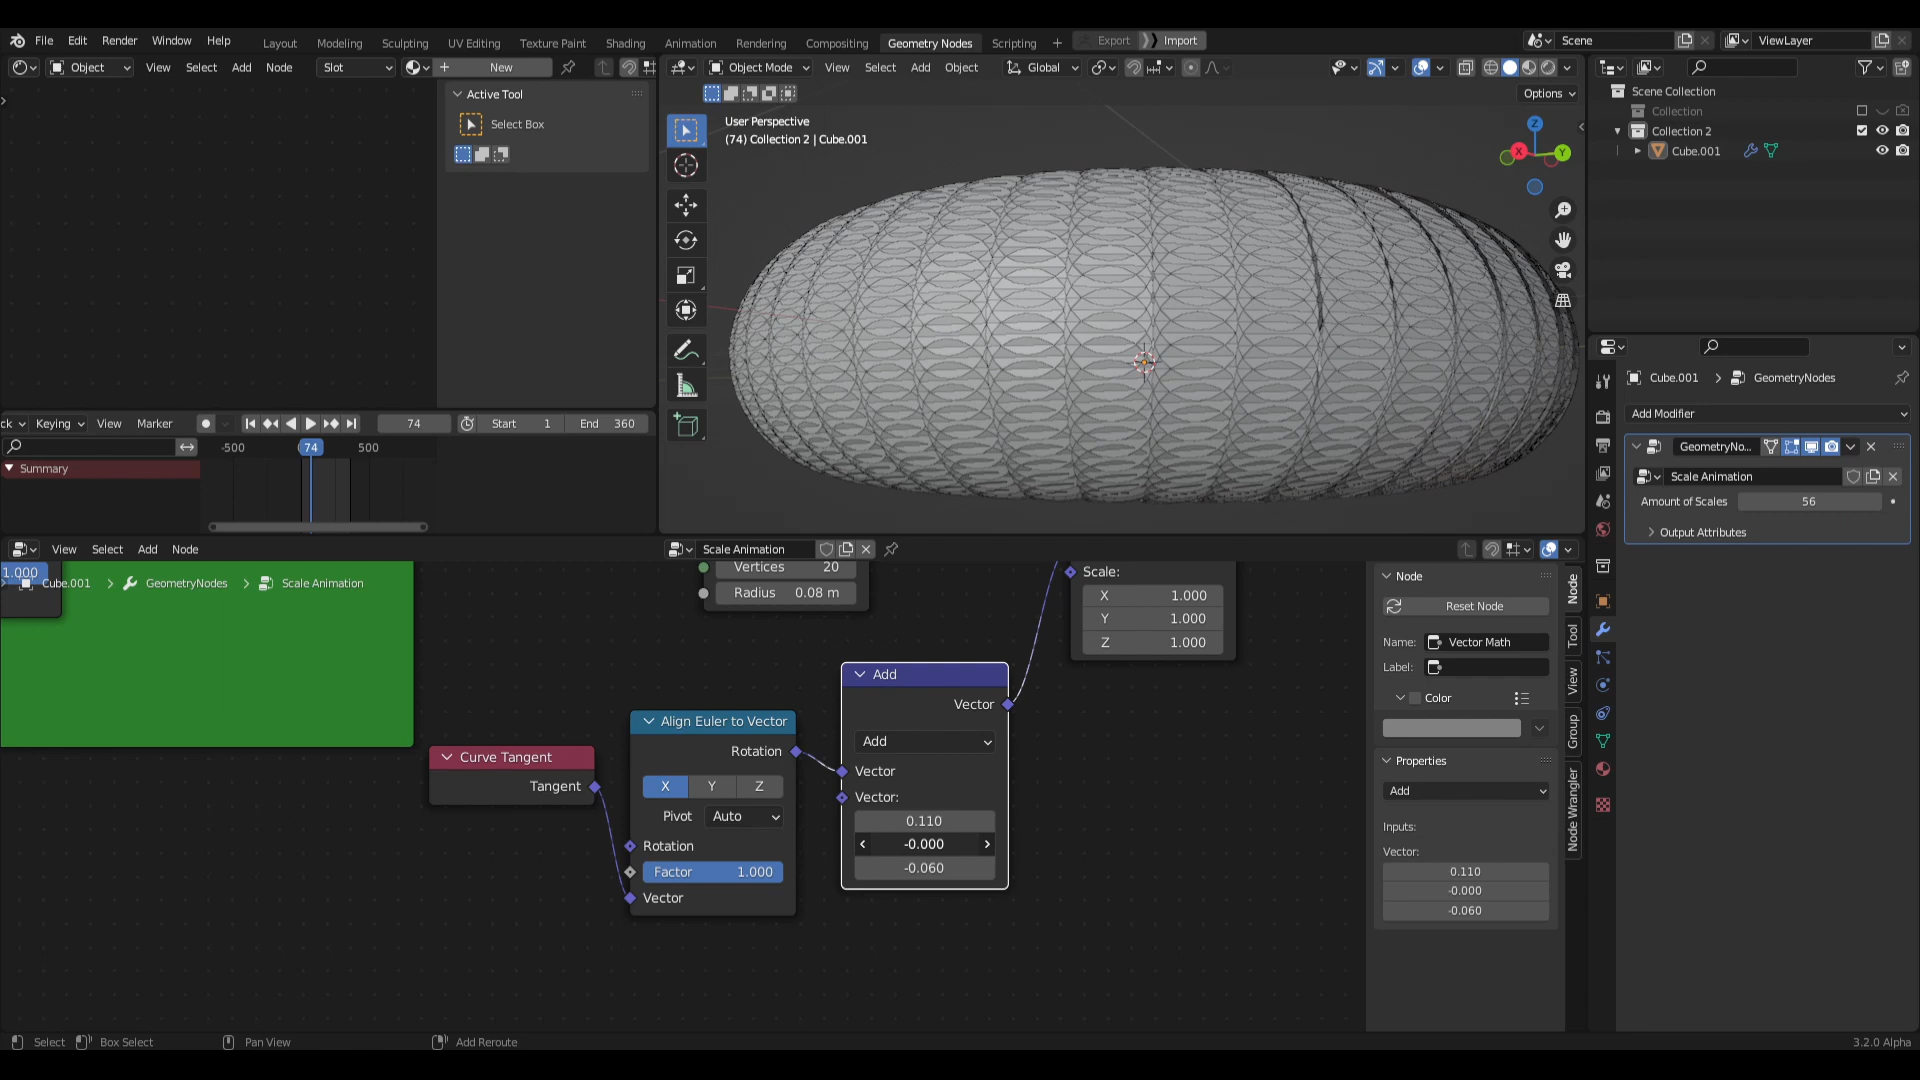 File Edit Render Window Help
Layout Modeling Sculpting UV Editing Texture Paint Shading Animation Rendering Compositing Geometry Nodes Scripting +
Export Import
Scene
ViewLayer
Object View Select Add Node Slot New
Object Mode View Select Add Object Global
Options
Active Tool
Select Box
User Perspective
(74) Collection 2 | Cube.001
Z
X
Y
Scene Collection
Collection
Collection 2
Cube.001
Cube.001 > GeometryNodes
Add Modifier
GeometryNo...
Scale Animation
Amount of Scales 56
Output Attributes
ck Keying View Marker 74 Start 1 End 360
-500 74 500
Summary
View Select Add Node
Scale Animation
1.000
Cube.001 > GeometryNodes > Scale Animation
Vertices 20
Radius 0.08 m
Scale:
X 1.000
Y 1.000
Z 1.000
Add
Vector
Add
Vector
Vector:
0.110
-0.000
-0.060
Align Euler to Vector
Rotation
X Y Z
Pivot Auto
Rotation
Factor 1.000
Vector
Curve Tangent
Tangent
Node
Reset Node
Name: Vector Math
Label:
Color
Properties
Add
Inputs:
Vector:
0.110
-0.000
-0.060
Node
Tool
View
Group
Node Wrangler
Select Box Select Pan View Add Reroute
3.2.0 Alpha